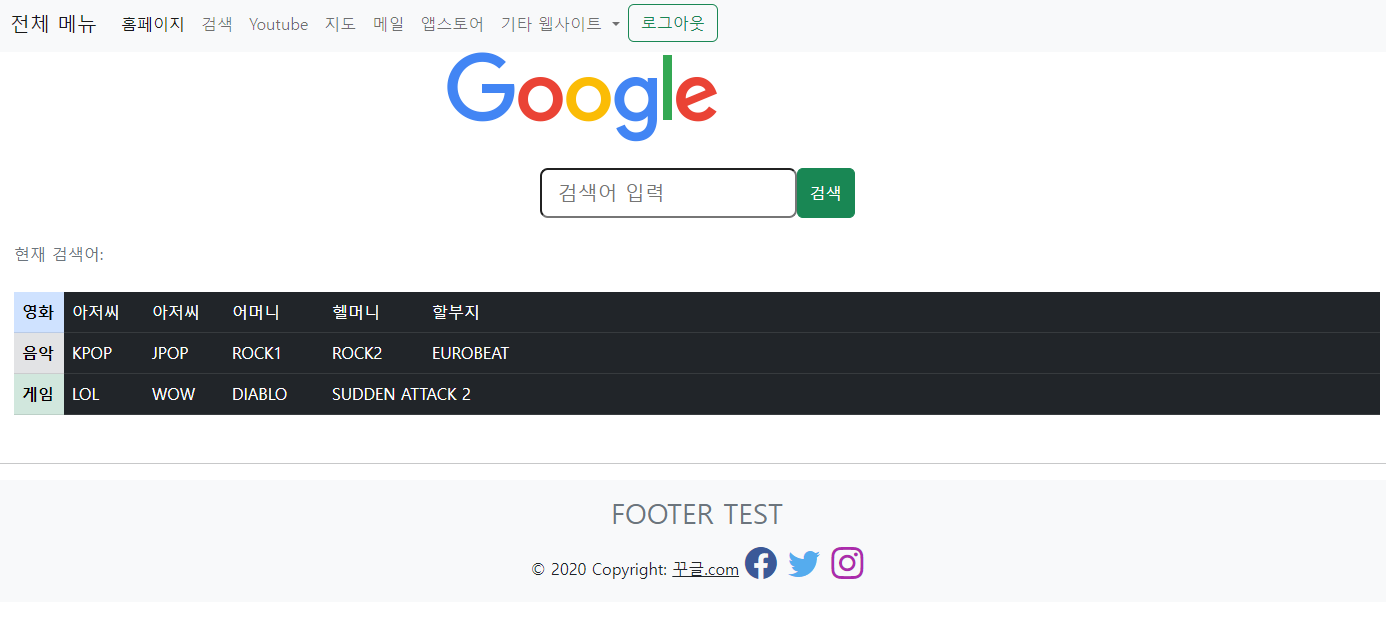 전체 메뉴 홈페이지 검색 Youtube 지도 메일 앱스토어 기타 웹사이트 로그아웃
Google
검색어 입력 검색
현재 검색어:
영화 아저씨 아저씨 어머니 헬머니 할부지
음악 KPOP JPOP ROCK1 ROCK2 EUROBEAT
게임 LOL WOW DIABLO SUDDEN ATTACK 2
FOOTER TEST
© 2020 Copyright: 꾸글.com